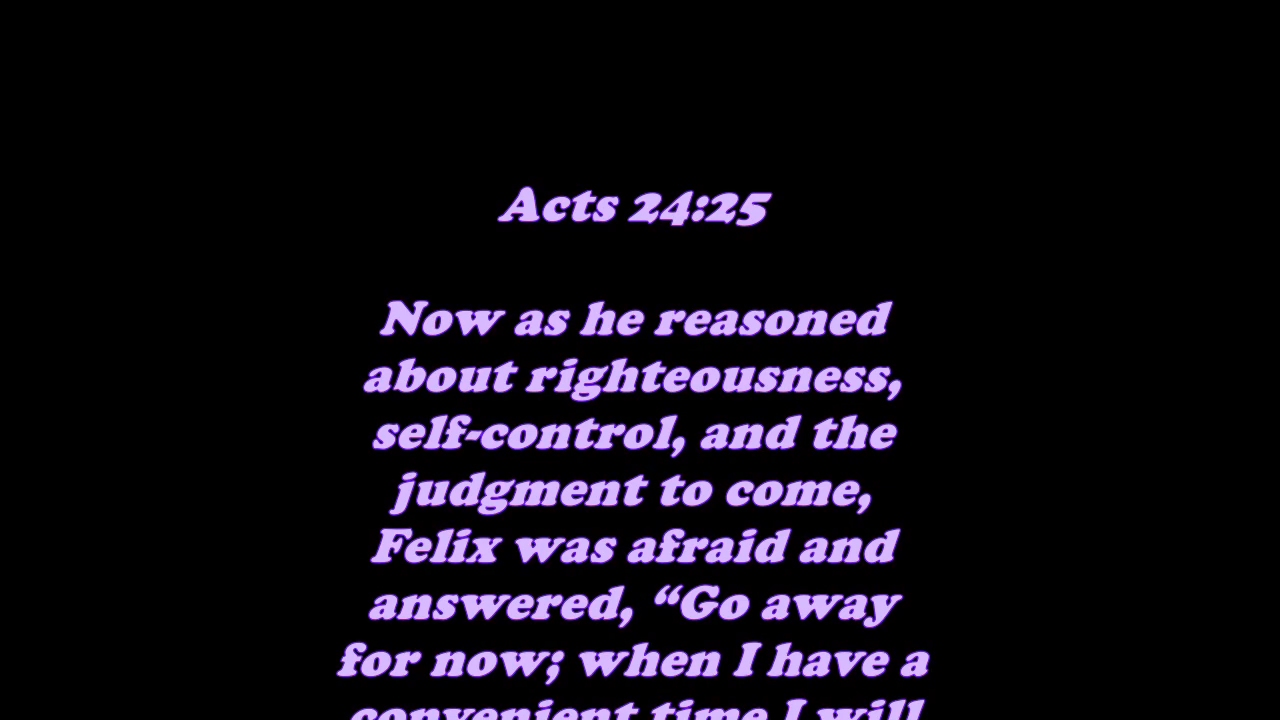 Acts 24:25
Now as he reasoned
about righteousness,
self-control, and the
judgment to come,
Felix was afraid and
answered, “Go away
for now; when I have a
convenient time I will